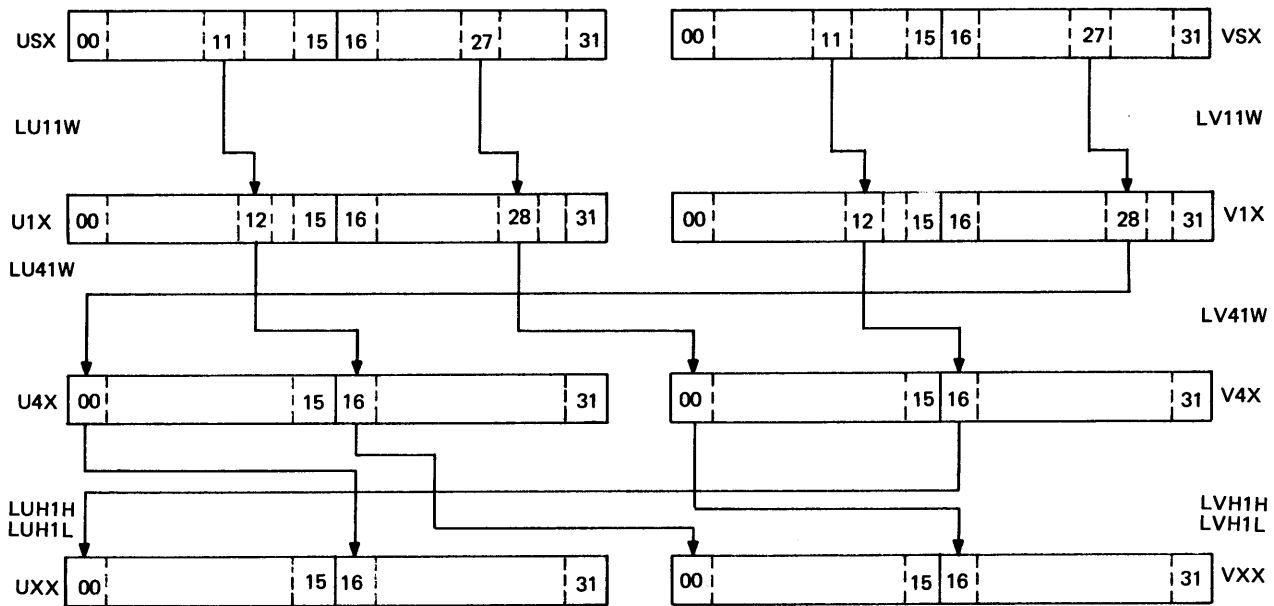 USX 00 11 15 16 27 31 00 11 15 16 27 31 VSX
LU11W LV11W
U1X 00 12 15 16 28 31 00 12 15 16 28 31 V1X
LU41W
LV41W
U4X 00 15 16 31 00 15 16 31 V4X
LUH1H LVH1H
LUH1L LVH1L
UXX 00 15 16 31 00 15 16 31 VXX